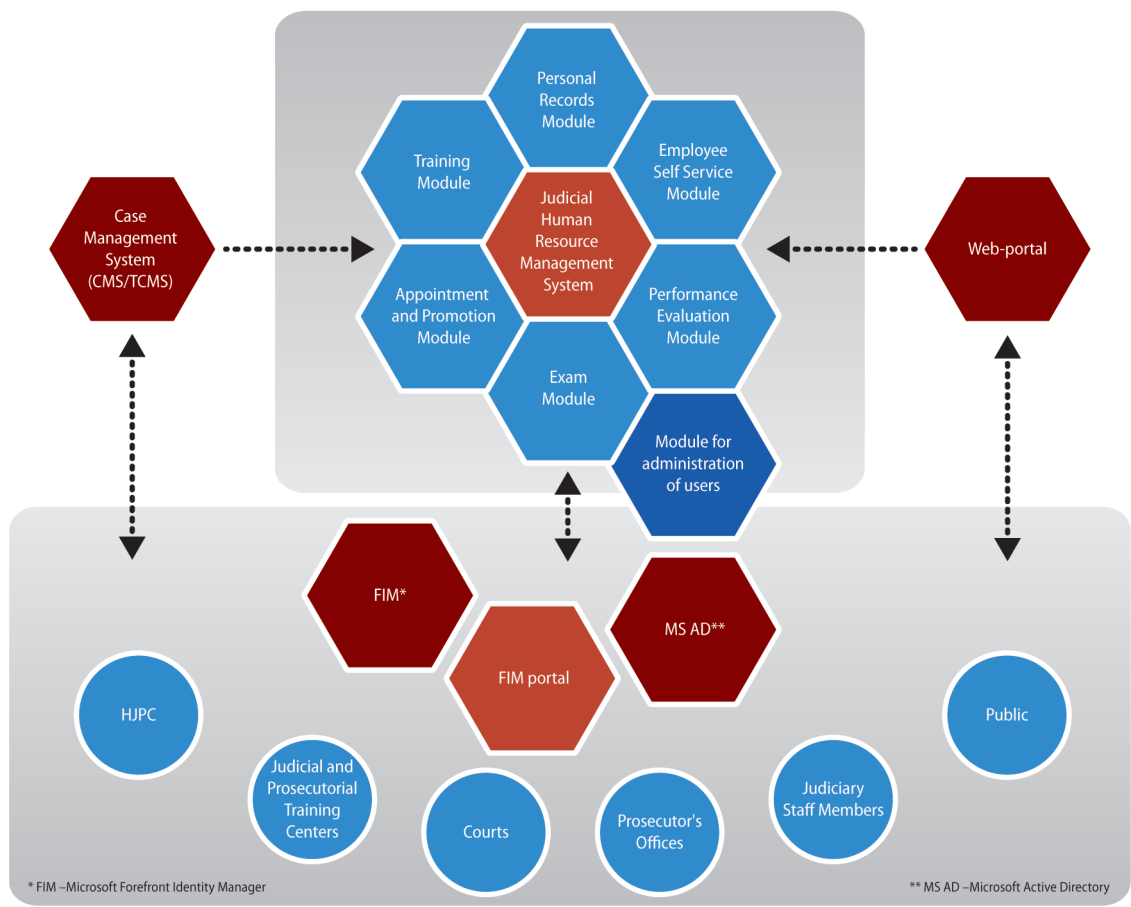 Personal
Records
Module
Training
Module
Employee
Self Service
Module
Judicial
Human
Resource
Management
System
Case
Management
System
(CMS/TCMS)
Web-portal
Appointment
and Promotion
Module
Performance
Evaluation
Module
Exam
Module
Module for
administration
of users
FIM*
MS AD**
FIM portal
HJPC
Public
Judicial and
Prosecutorial
Training
Centers
Courts
Prosecutor's
Offices
Judiciary
Staff Members
* FIM –Microsoft Forefront Identity Manager
** MS AD –Microsoft Active Directory